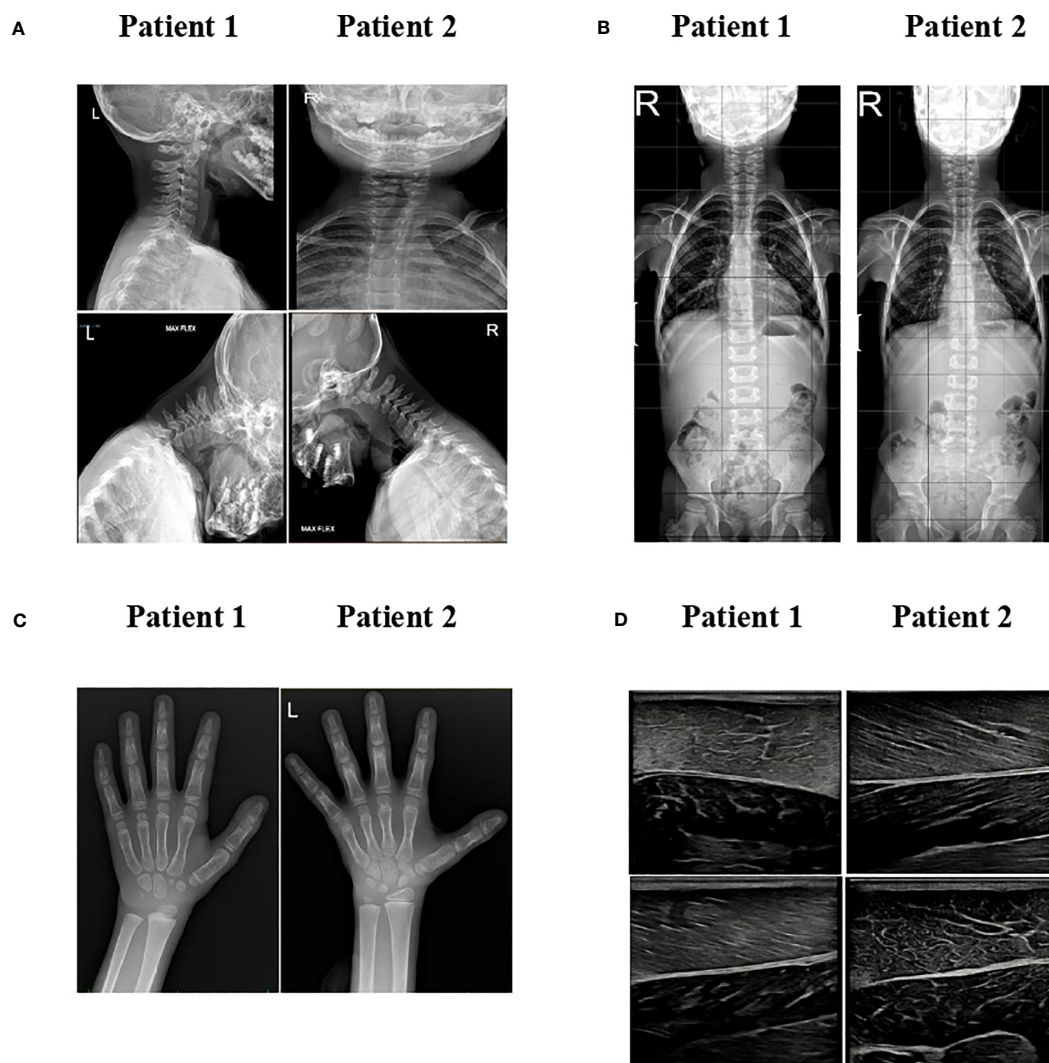 A Patient 1 Patient 2
B Patient 1 Patient 2
L
R
L MAX FLEX
R
MAX FLEX
R
R
C Patient 1 Patient 2
D Patient 1 Patient 2
L